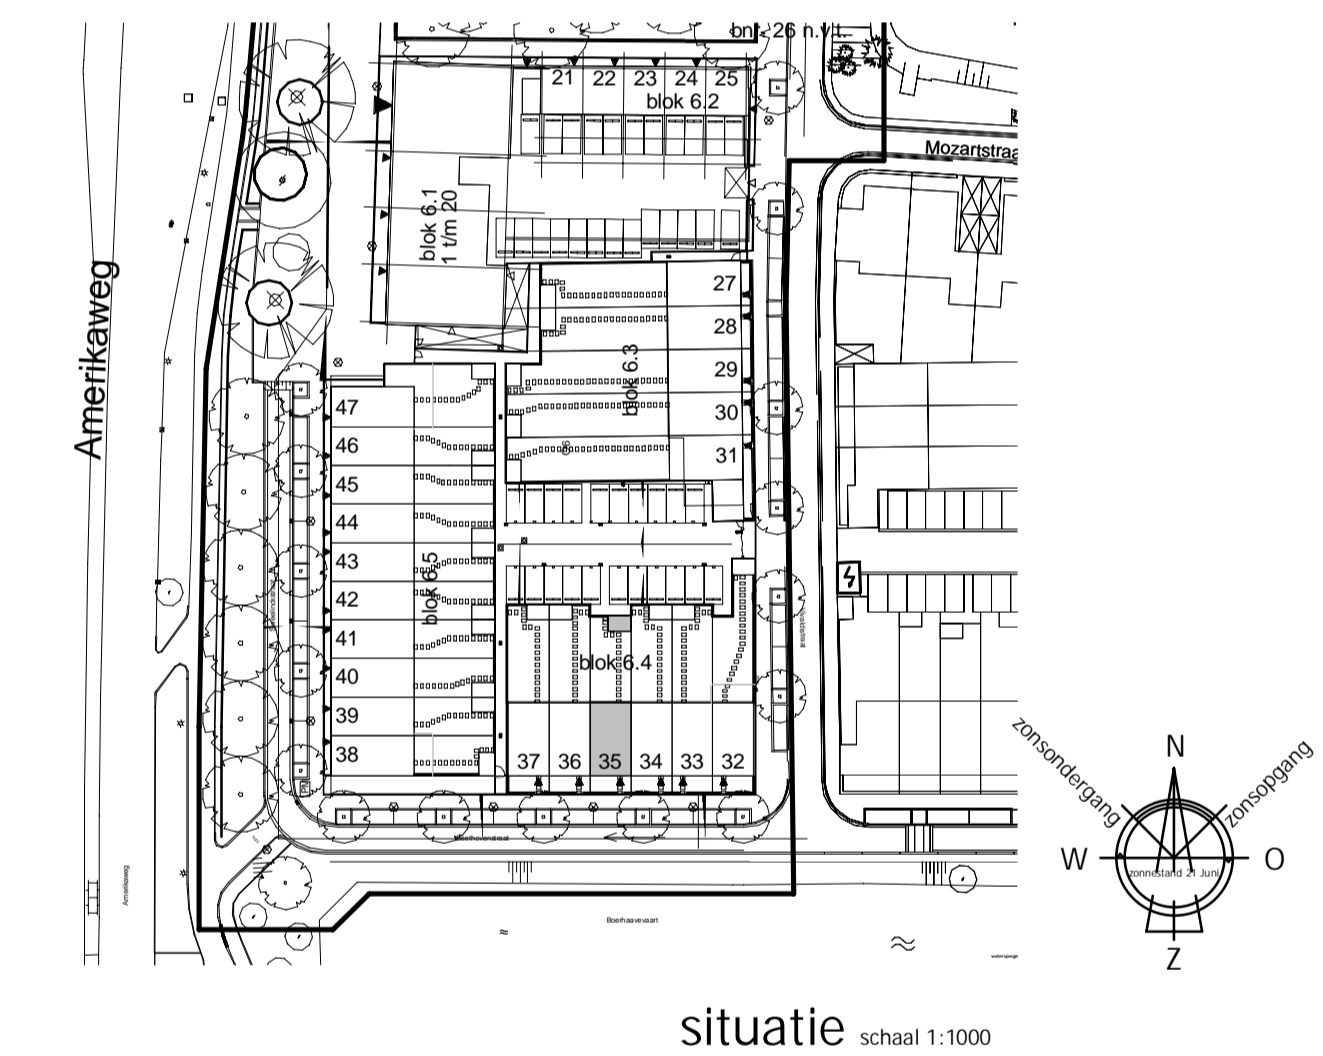 bnr. 26 n.v.t.
21 22 23 24 25
blok 6.2
Mozartstraa
blok 6.1
1 t/m 20
Amerikaweg
27
28
29
30
31
blok 6.3
47
46
45
44
43
42
41
40
39
38
blok 6.5
blok 6.4
37 36 35 34 33 32
PM
Beethovenstraat
Amerikaweg
Boerhaavevaart
zonsondergang
N
zonsopgang
W
O
zonnestand 21 Juni
Z
situatie schaal 1:1000